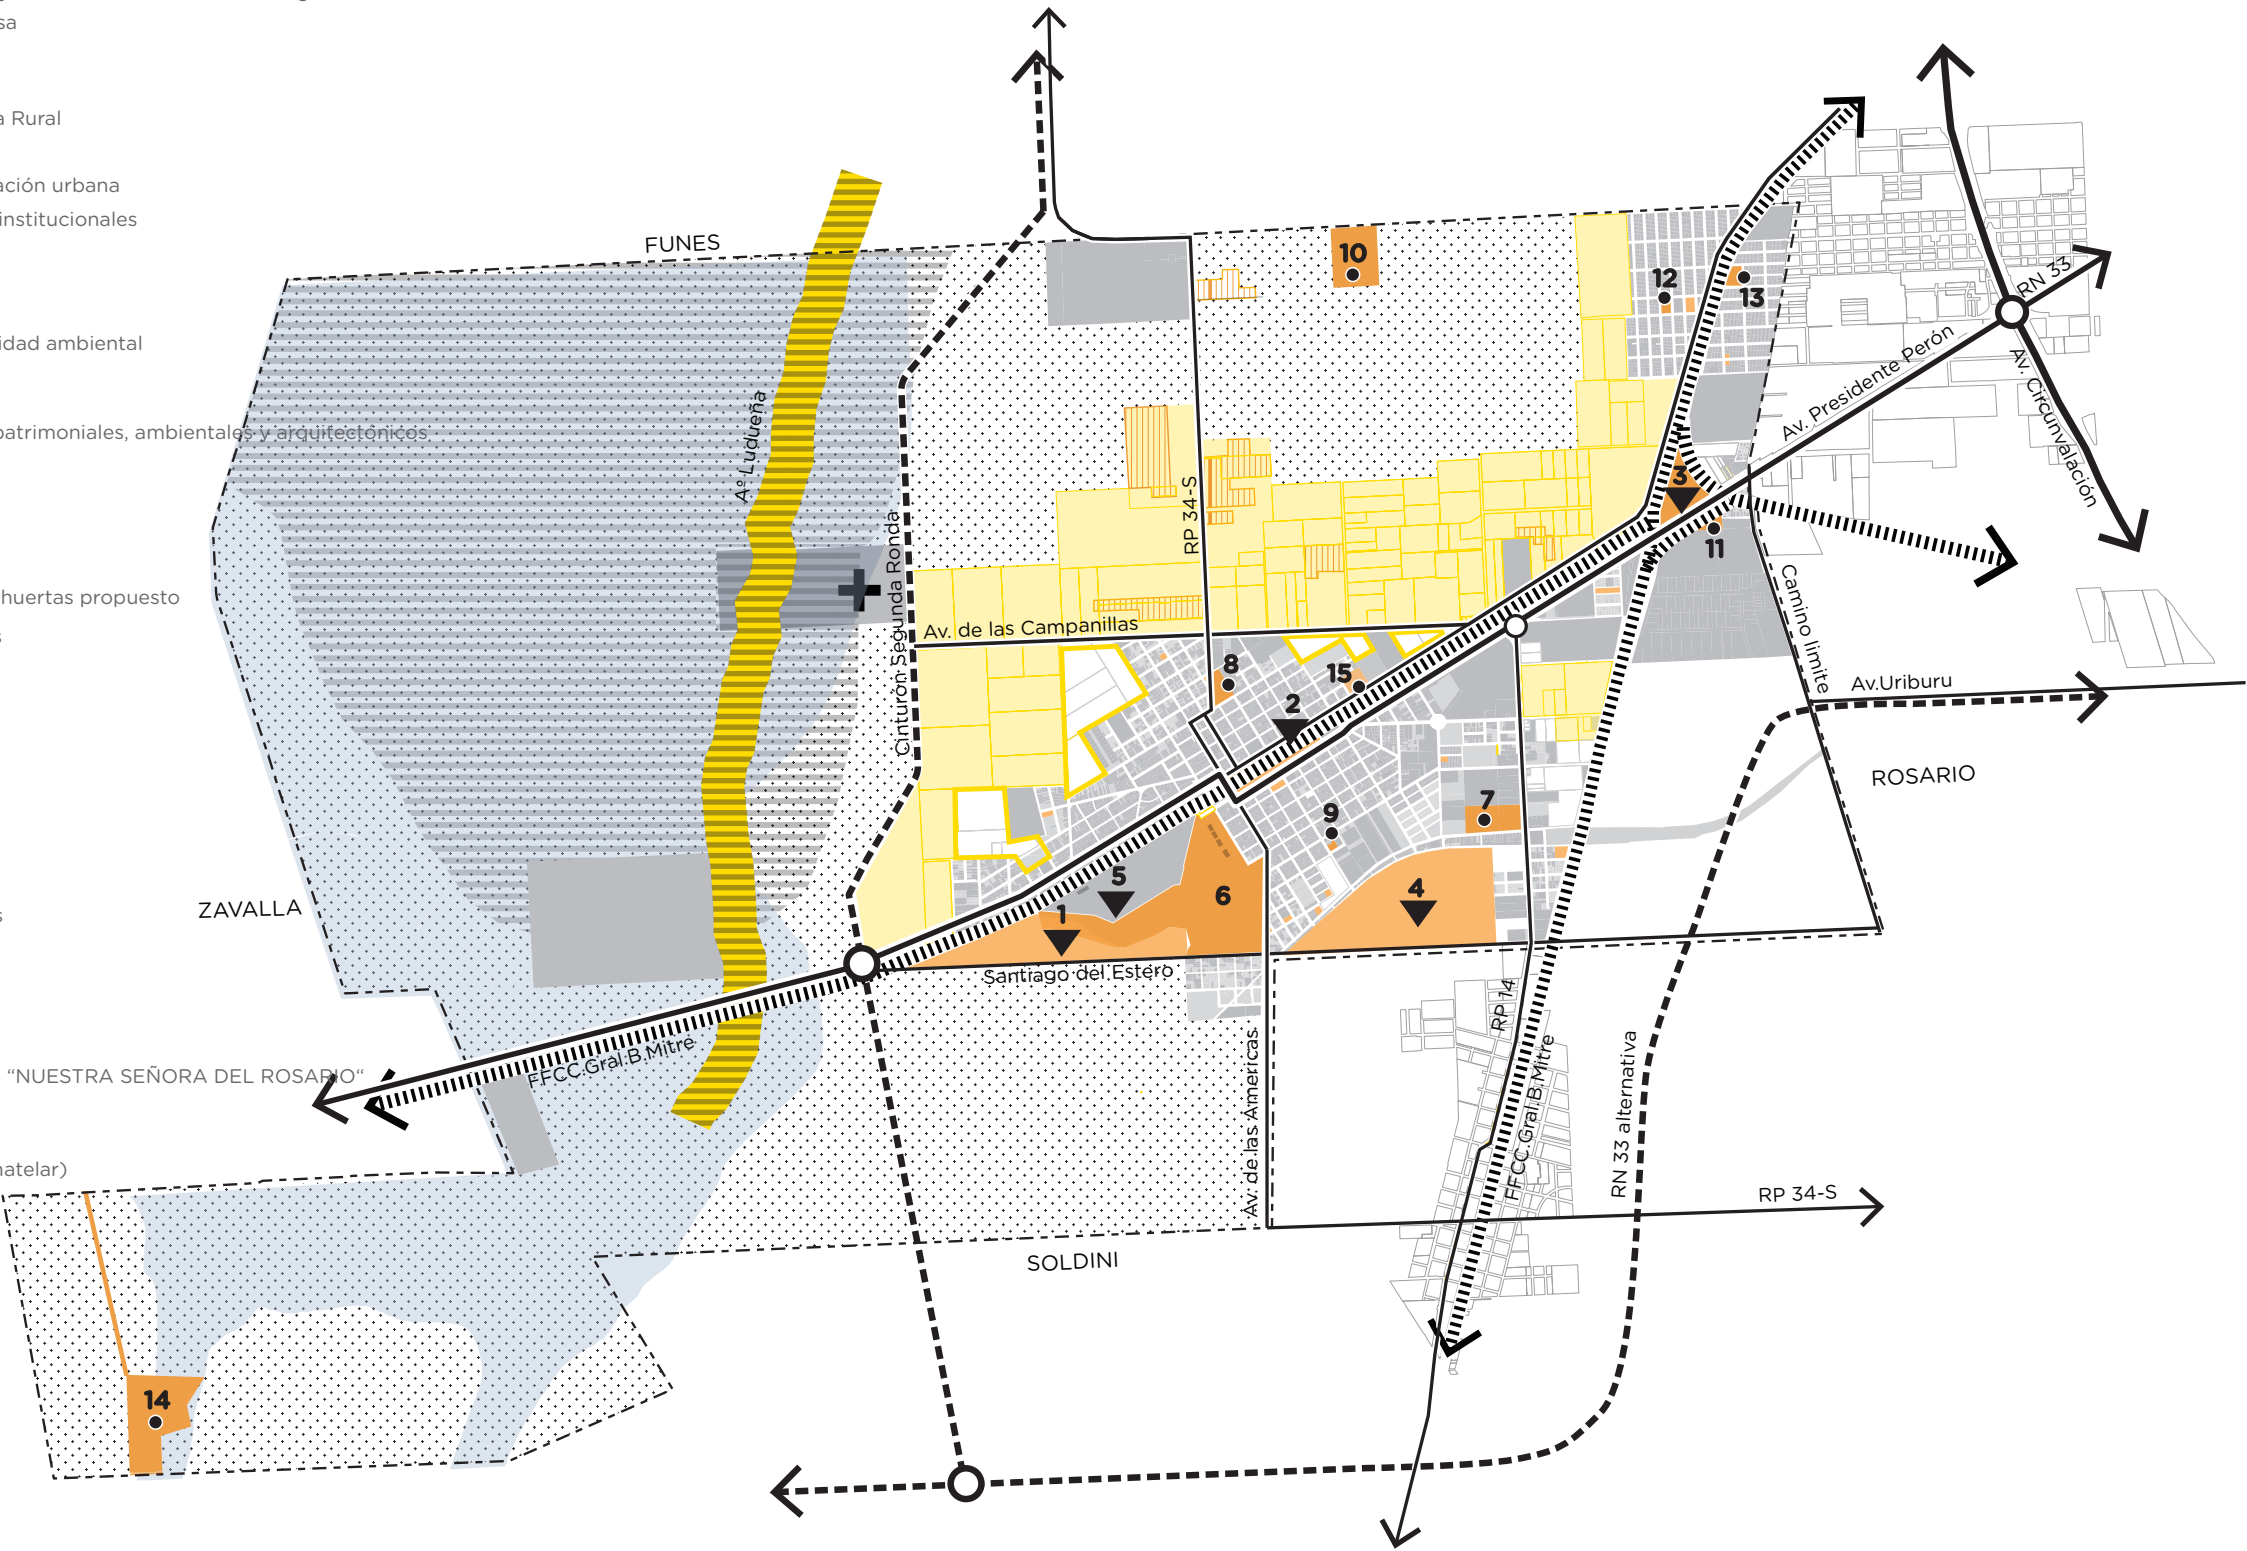 sa
a Rural
ación urbana
institucionales
idad ambiental
patrimoniales, ambientales y arquitectónicos
huertas propuesto
s
s
“NUESTRA SEÑORA DEL ROSARIO“
natelar)
FUNES
ZAVALLA
SOLDINI
ROSARIO
Aº Ludueña
Cinturón Segunda Ronda
RP 34-S
Av. de las Campanillas
Av. Presidente Perón
RN 33
Av. Circunvalación
Camino limite
Av.Uriburu
Santiago del Estero
FFCC.Gral.B.Mitre
Av. de las Americas
RP 14
FFCC.Gral.B.Mitre
RN 33 alternativa
RP 34-S
10
12
13
3
11
8
15
2
9
7
5
1
6
4
14